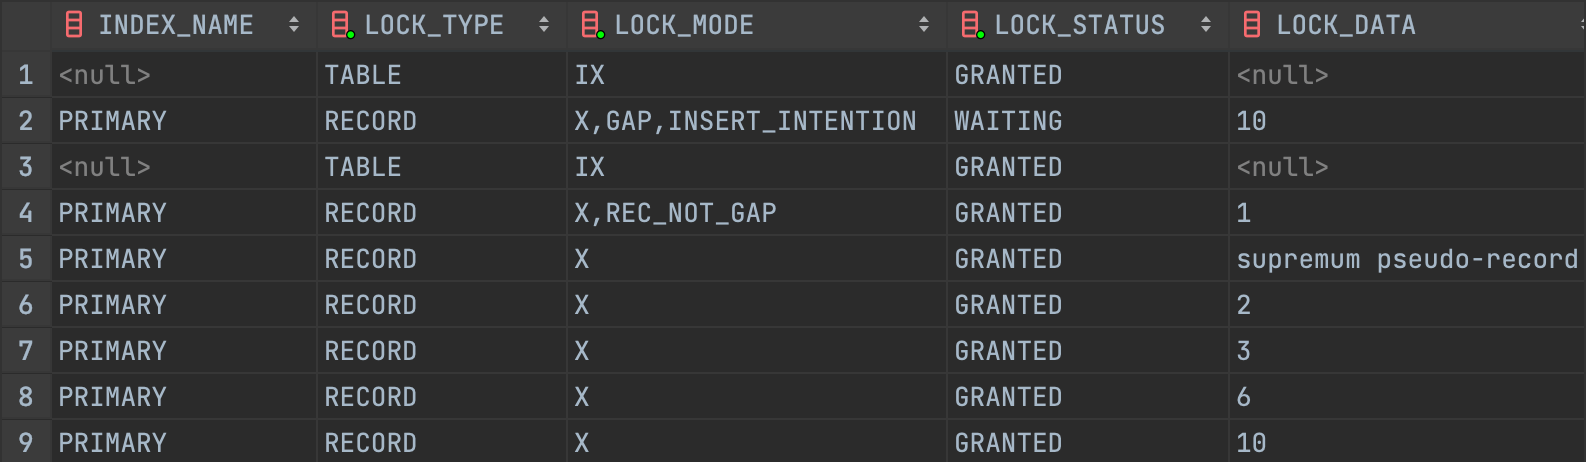 INDEX_NAME LOCK_TYPE LOCK_MODE LOCK_STATUS LOCK_DATA
1 <null> TABLE IX GRANTED <null>
2 PRIMARY RECORD X,GAP,INSERT_INTENTION WAITING 10
3 <null> TABLE IX GRANTED <null>
4 PRIMARY RECORD X,REC_NOT_GAP GRANTED 1
5 PRIMARY RECORD X GRANTED supremum pseudo-record
6 PRIMARY RECORD X GRANTED 2
7 PRIMARY RECORD X GRANTED 3
8 PRIMARY RECORD X GRANTED 6
9 PRIMARY RECORD X GRANTED 10